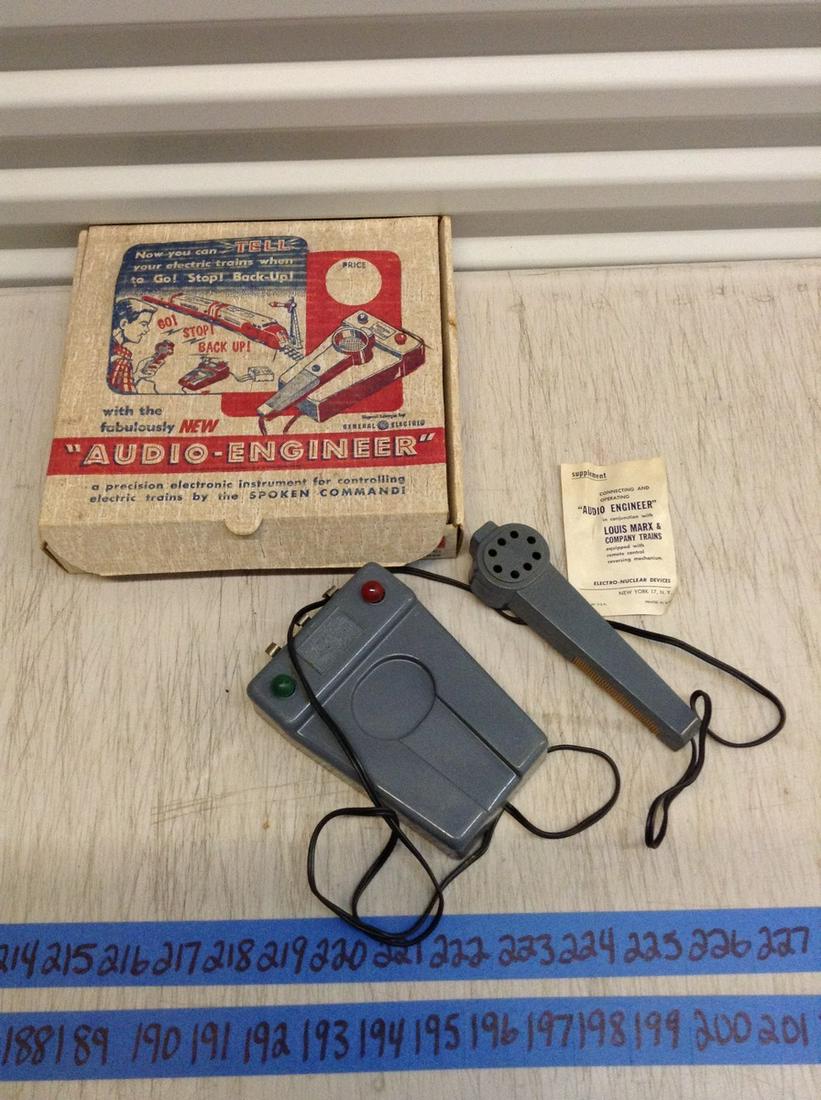 Now you can TELL
your electric trains when
to Go! Stop! Back-Up!
PRICE
GO!
STOP!
BACK UP!
with the
fabulously NEW
GENERAL ELECTRIC
"AUDIO-ENGINEER"
a precision electronic instrument for controlling
electric trains by the SPOKEN COMMAND!
supplement
CONNECTING AND
OPERATING
"AUDIO ENGINEER"
in conjunction with
LOUIS MARX &
COMPANY TRAINS
equipped with
remote control
reversing mechanism.
ELECTRO-NUCLEAR DEVICES
NEW YORK 17, N. Y.
214 215 216 217 218 219 220 221 222 223 224 225 226 227
188 189 190 191 192 193 194 195 196 197 198 199 200 201